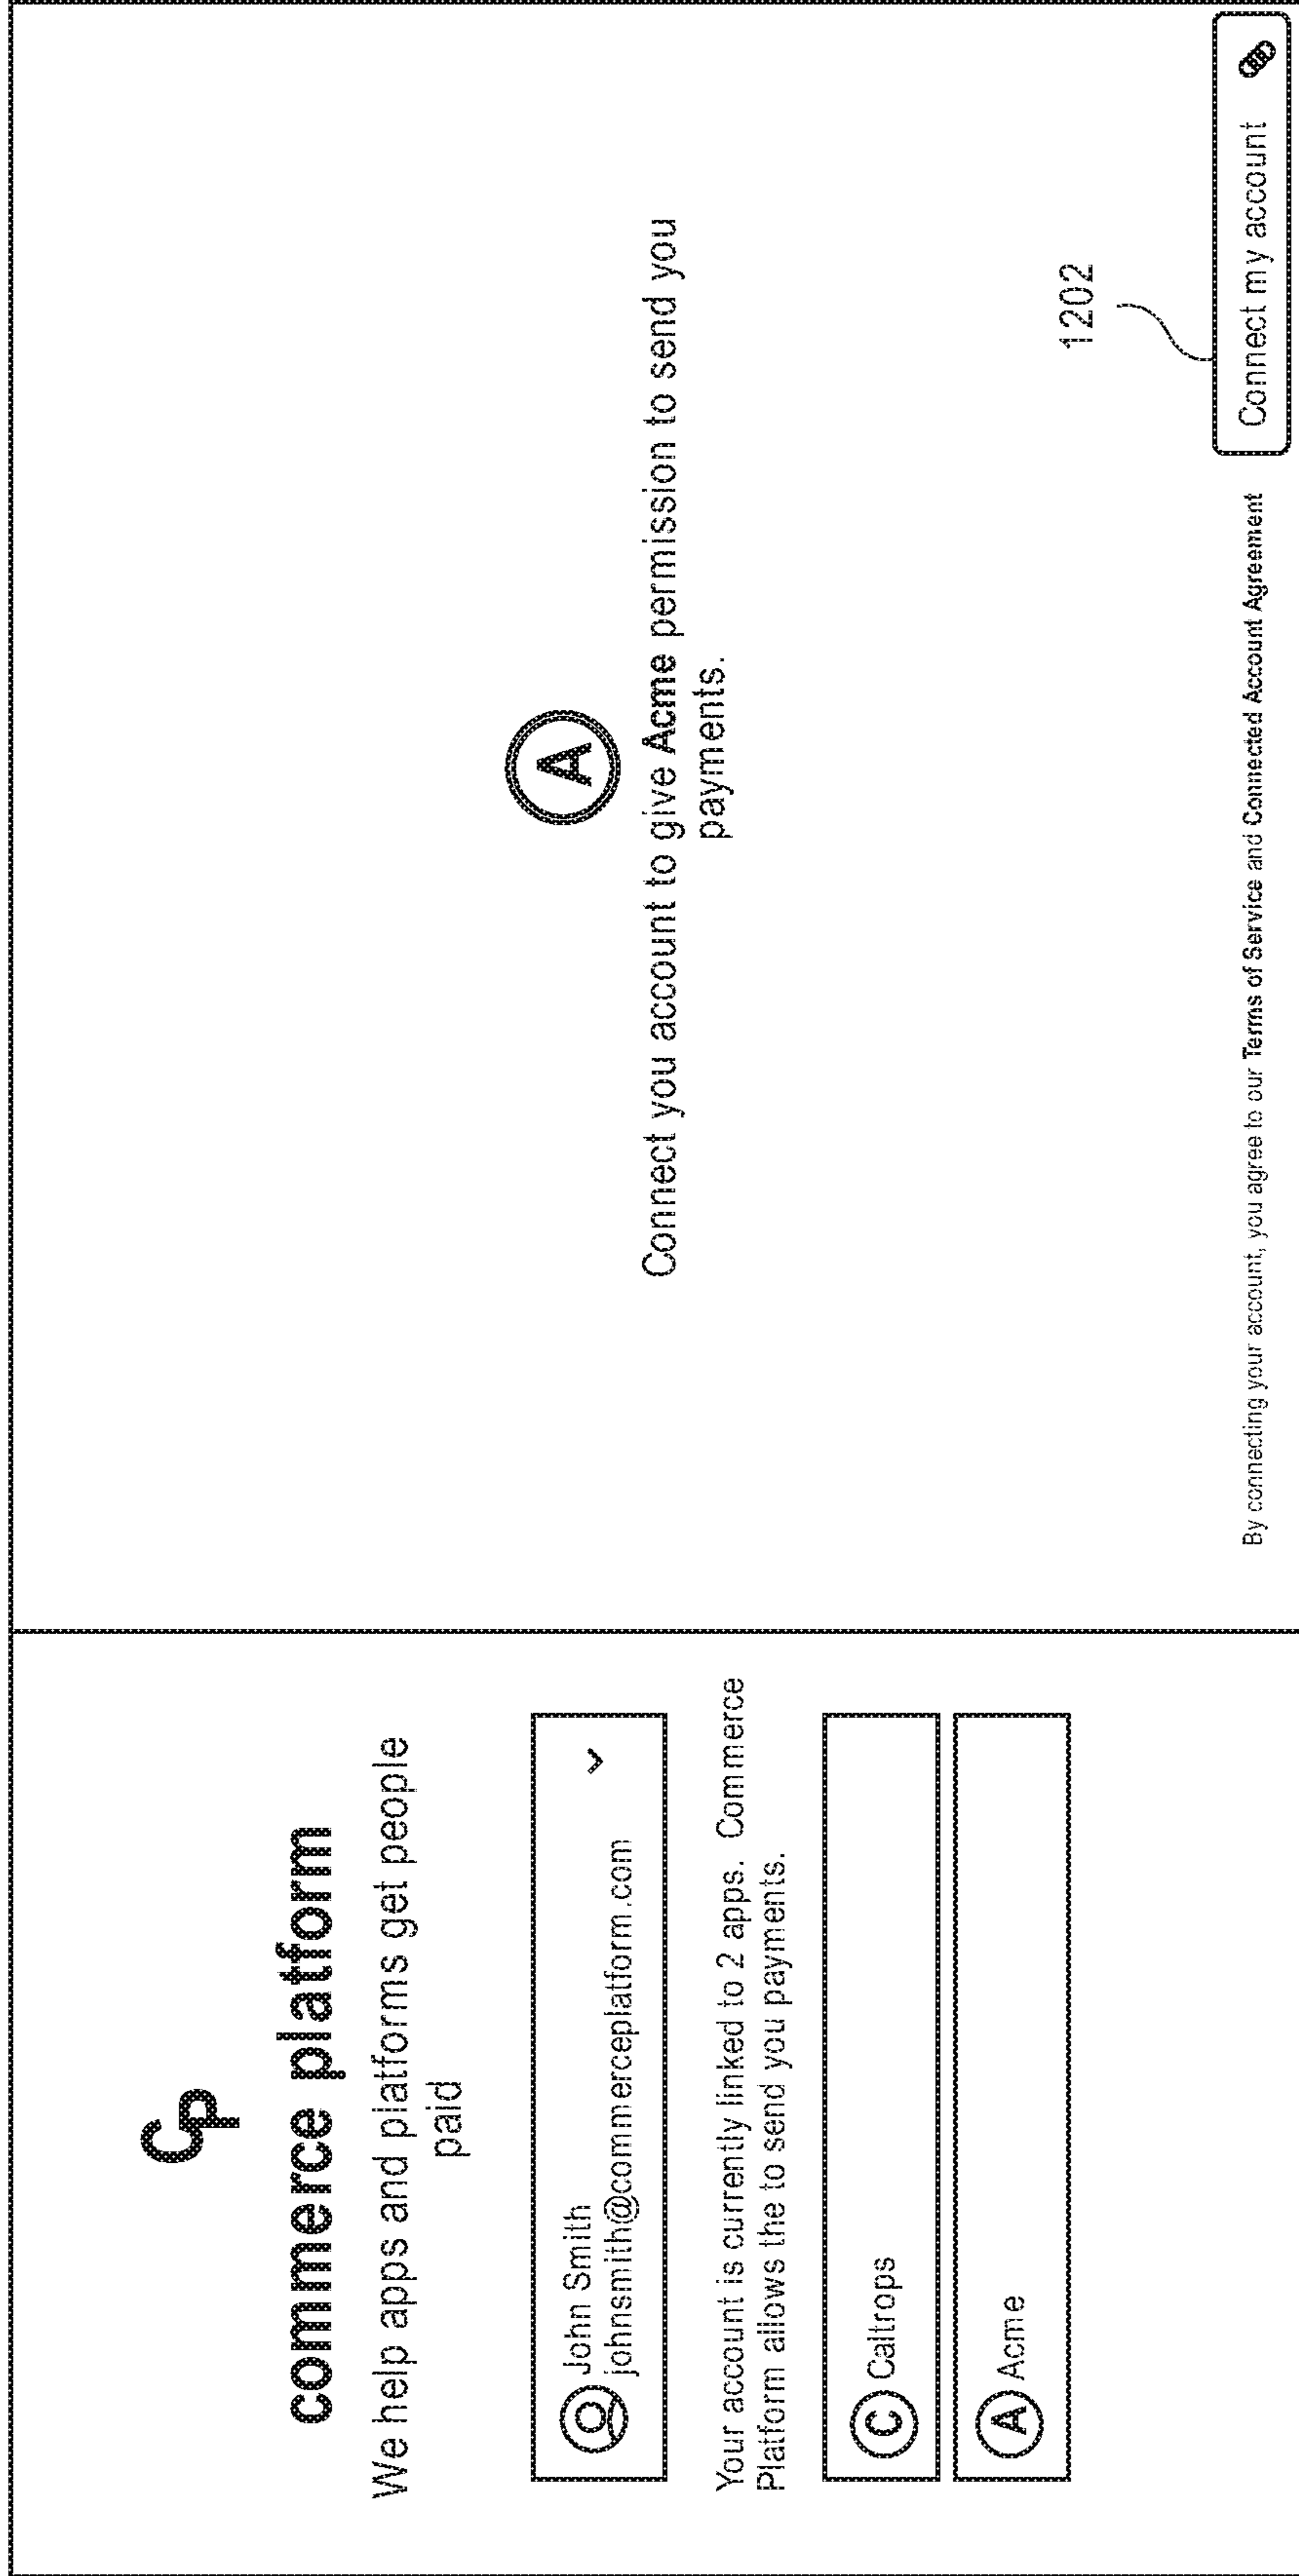 CP
commerce platform
We help apps and platforms get people
paid
John Smith
johnsmith@commerceplatform.com
Your account is currently linked to 2 apps. Commerce
Platform allows the to send you payments.
C Caltrops
A Acme
A
Connect you account to give Acme permission to send you
payments.
1202
By connecting your account, you agree to our Terms of Service and Connected Account Agreement
Connect my account